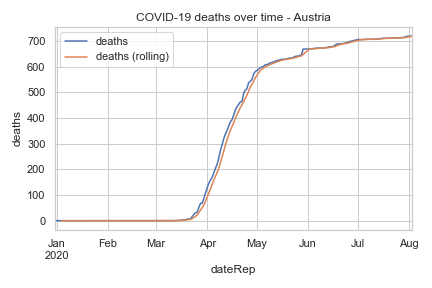 COVID-19 deaths over time - Austria
deaths
deaths (rolling)
deaths
700
600
500
400
300
200
100
0
Jan Feb Mar Apr May Jun Jul Aug
2020
dateRep